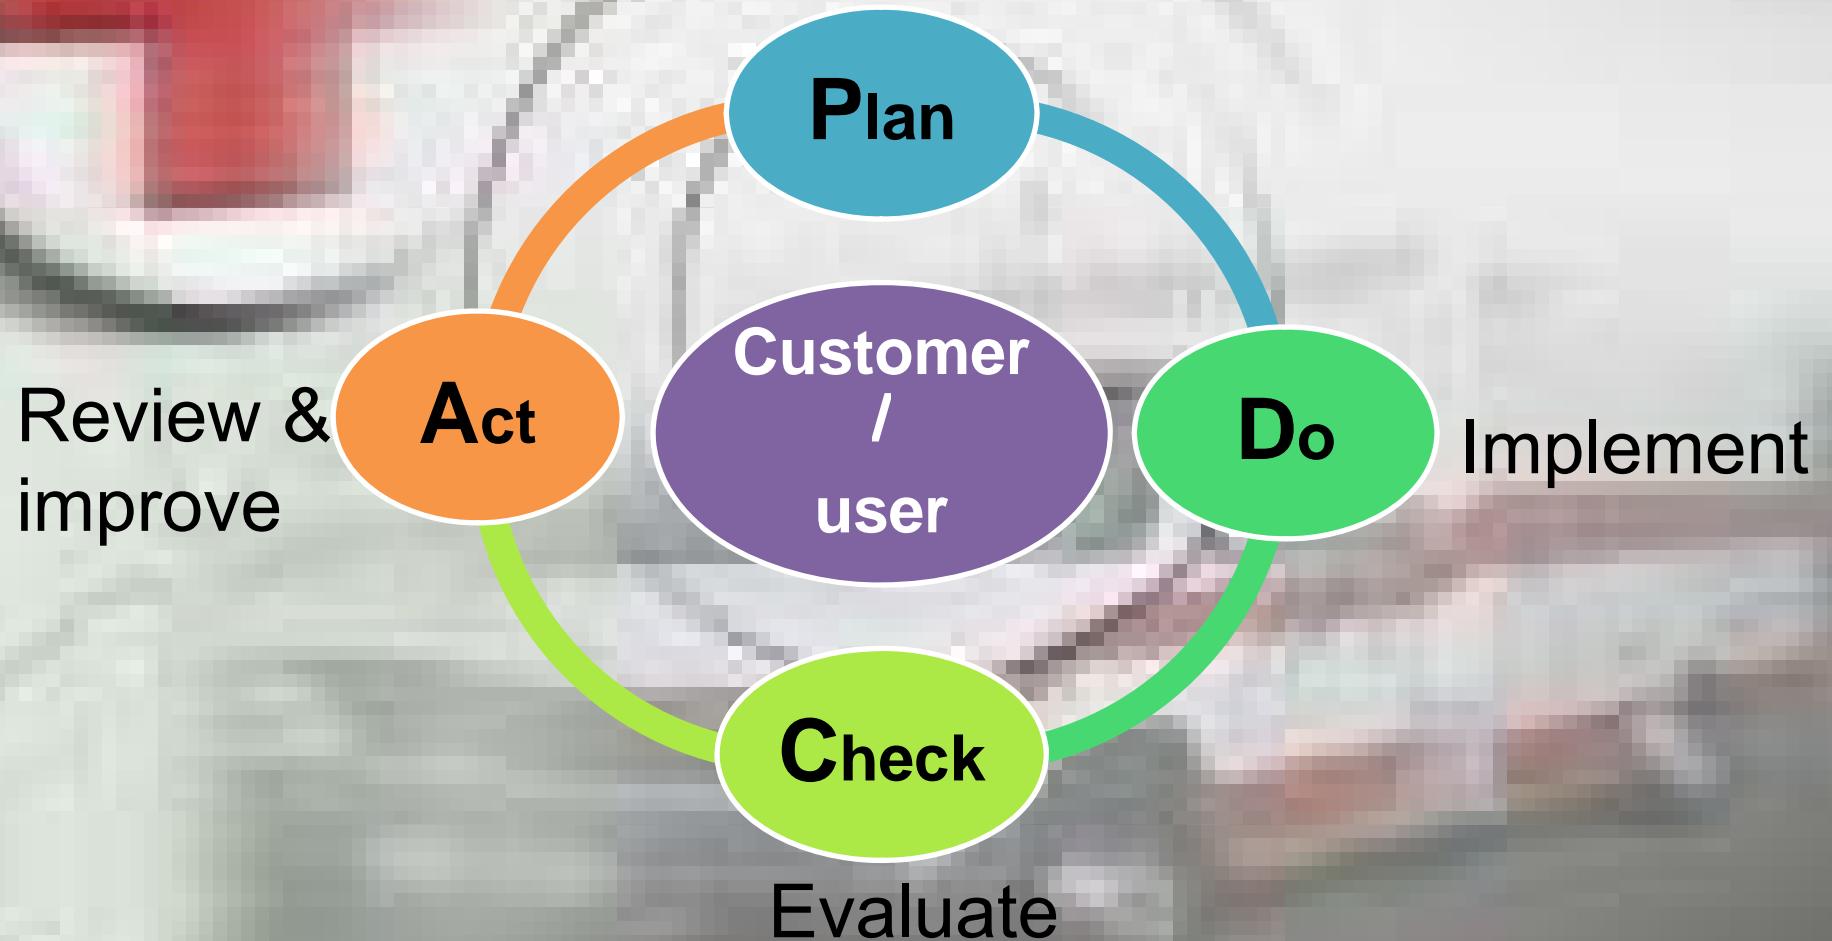 Plan
Customer
/
user
Act
Do
Review &
improve
Implement
Check
Evaluate